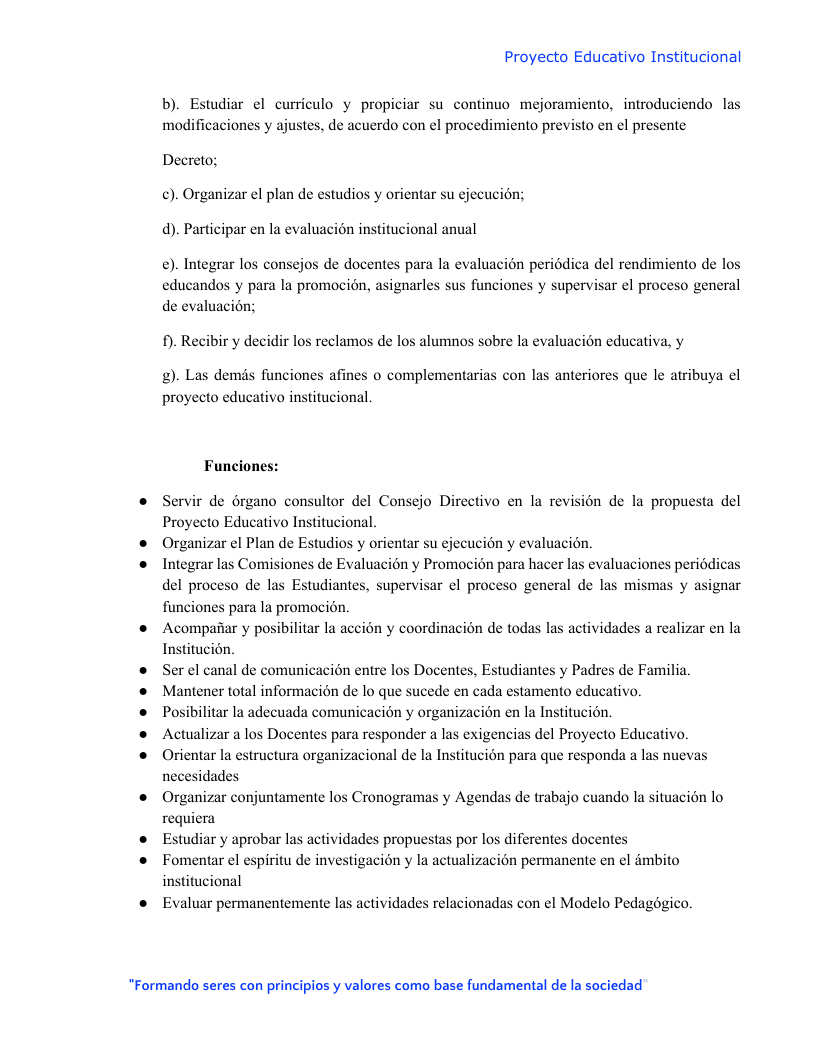 Proyecto Educativo Institucional
b). Estudiar el currículo y propiciar su continuo mejoramiento, introduciendo las
modificaciones y ajustes, de acuerdo con el procedimiento previsto en el presente
Decreto;
c). Organizar el plan de estudios y orientar su ejecución;
d). Participar en la evaluación institucional anual
e). Integrar los consejos de docentes para la evaluación periódica del rendimiento de los
educandos y para la promoción, asignarles sus funciones y supervisar el proceso general
de evaluación;
f). Recibir y decidir los reclamos de los alumnos sobre la evaluación educativa, y
g). Las demás funciones afines o complementarias con las anteriores que le atribuya el
proyecto educativo institucional.
Funciones:
● Servir de órgano consultor del Consejo Directivo en la revisión de la propuesta del
Proyecto Educativo Institucional.
● Organizar el Plan de Estudios y orientar su ejecución y evaluación.
● Integrar las Comisiones de Evaluación y Promoción para hacer las evaluaciones periódicas
del proceso de las Estudiantes, supervisar el proceso general de las mismas y asignar
funciones para la promoción.
● Acompañar y posibilitar la acción y coordinación de todas las actividades a realizar en la
Institución.
● Ser el canal de comunicación entre los Docentes, Estudiantes y Padres de Familia.
● Mantener total información de lo que sucede en cada estamento educativo.
● Posibilitar la adecuada comunicación y organización en la Institución.
● Actualizar a los Docentes para responder a las exigencias del Proyecto Educativo.
● Orientar la estructura organizacional de la Institución para que responda a las nuevas
necesidades
● Organizar conjuntamente los Cronogramas y Agendas de trabajo cuando la situación lo
requiera
● Estudiar y aprobar las actividades propuestas por los diferentes docentes
● Fomentar el espíritu de investigación y la actualización permanente en el ámbito
institucional
● Evaluar permanentemente las actividades relacionadas con el Modelo Pedagógico.
"Formando seres con principios y valores como base fundamental de la sociedad"